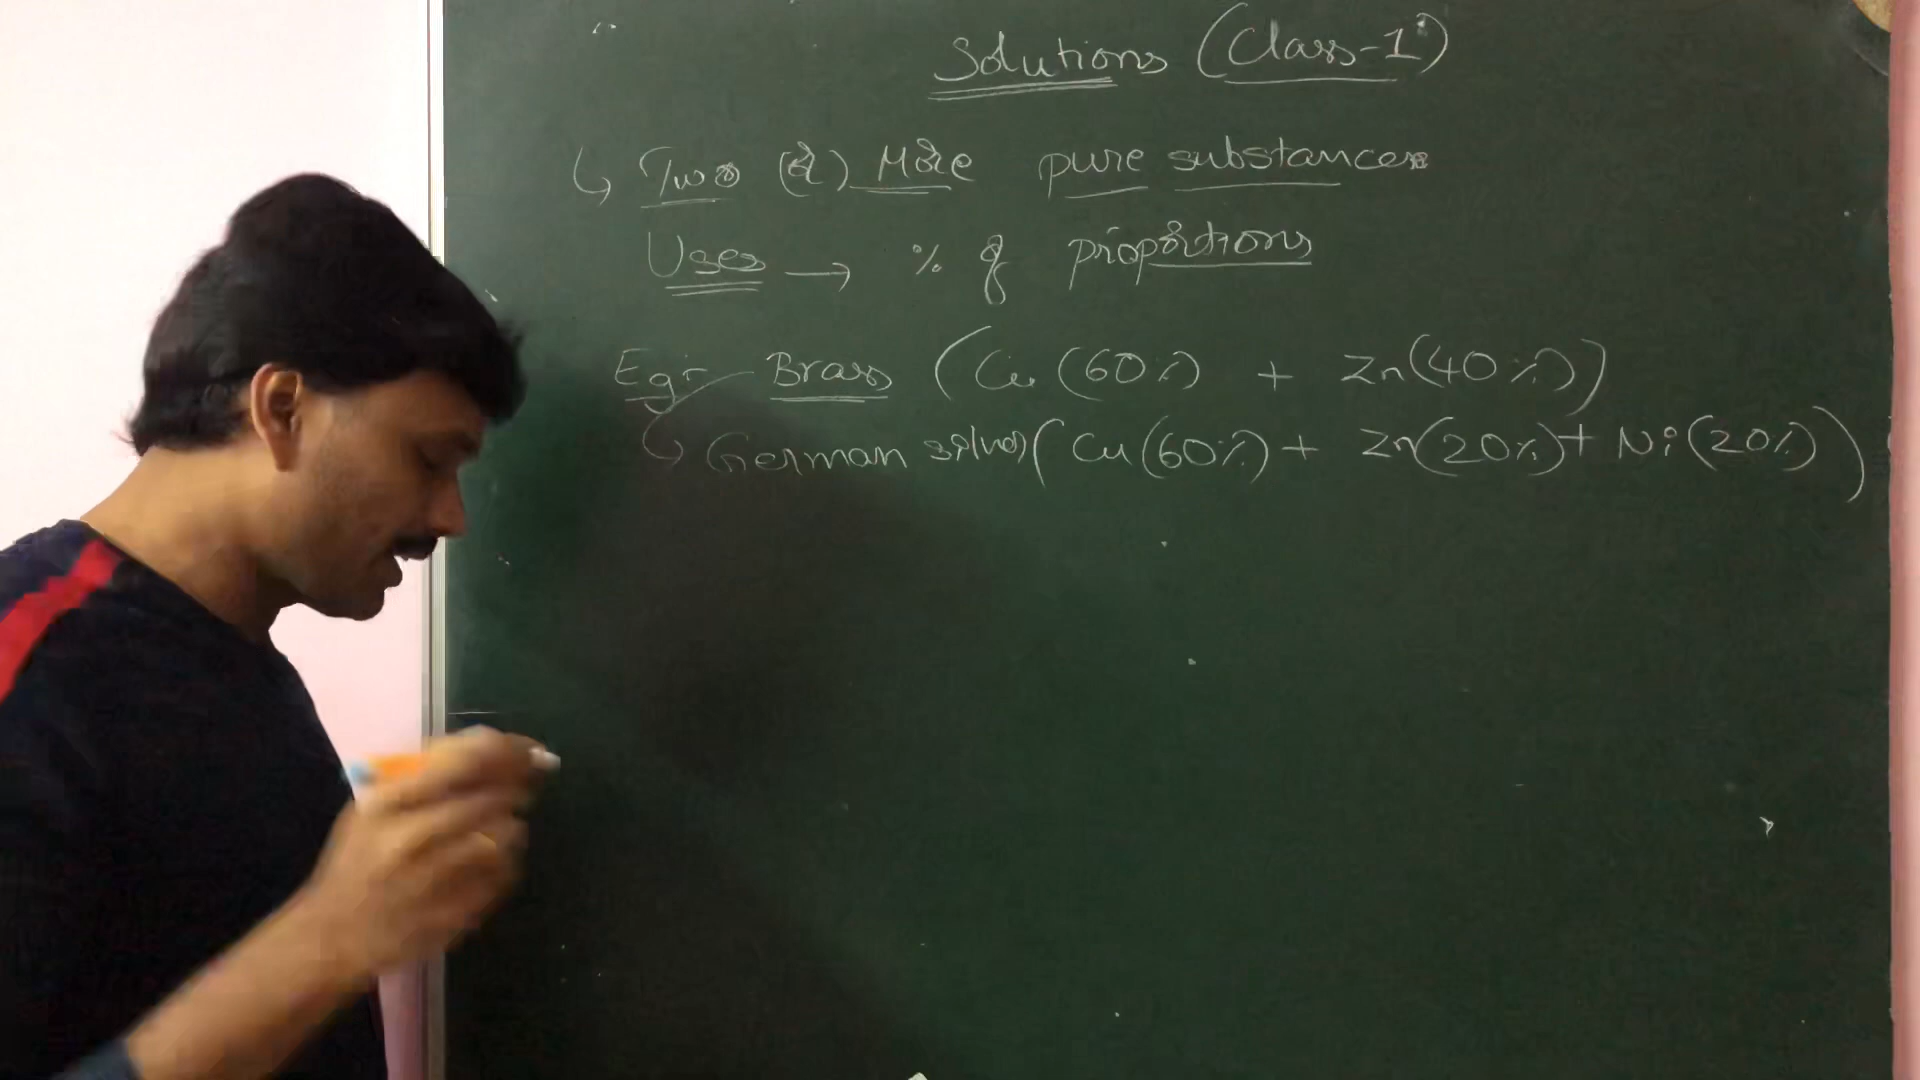 Solutions (Class-1)
↳ Two (or) More pure substances
Uses → % of proportions
Eg:- Brass (Cu (60%) + Zn(40%))
↳ German silver (Cu (60%) + Zn(20%) + Ni(20%))